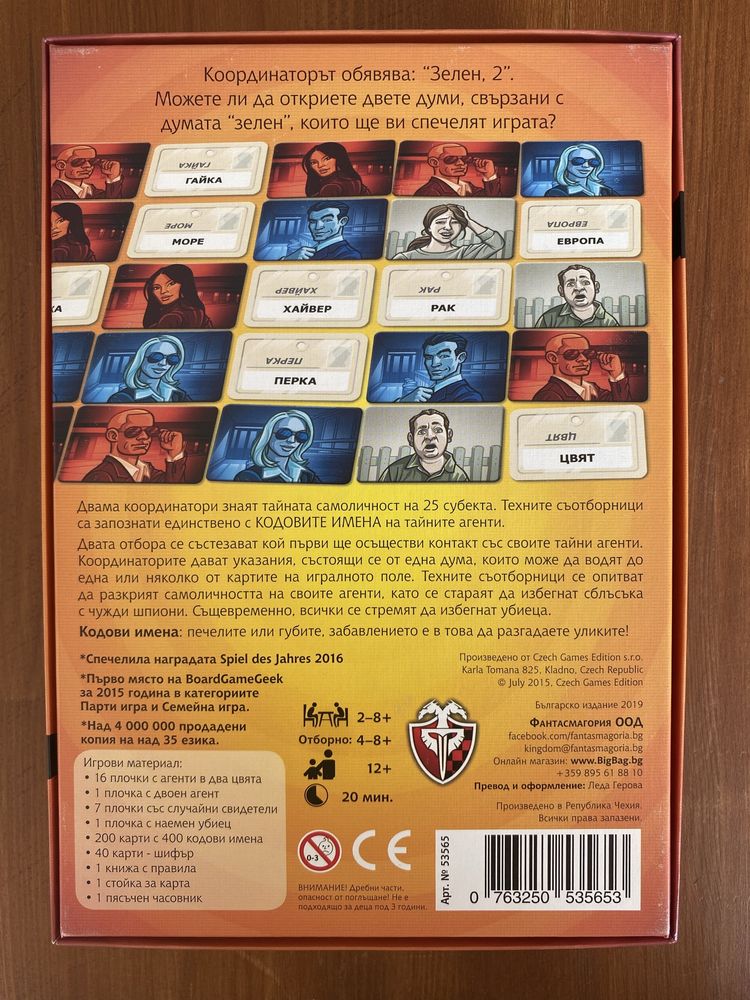 Координаторът обявява: “Зелен, 2”.
Можете ли да откриете двете думи, свързани с
думата “зелен”, които ще ви спечелят играта?
ГАЙКА
ГАЙКА
МОРЕ
МОРЕ
ЕВРОПА
ЕВРОПА
КА
ХАЙВЕР
ХАЙВЕР
РАК
РАК
ПЕРКА
ПЕРКА
ЦВЯТ
ЦВЯТ
Двама координатори знаят тайната самоличност на 25 субекта. Техните съотборници
са запознати единствено с КОДОВИТЕ ИМЕНА на тайните агенти.
Двата отбора се състезават кой първи ще осъществи контакт със своите тайни агенти.
Координаторите дават указания, състоящи се от една дума, които може да водят до
една или няколко от картите на игралното поле. Техните съотборници се опитват
да разкрият самоличността на своите агенти, като се стараят да избегнат сблъсъка
с чужди шпиони. Същевременно, всички се стремят да избегнат убиеца.
Кодови имена: печелите или губите, забавлението е в това да разгадаете уликите!
*Спечелила наградата Spiel des Jahres 2016
*Първо място на BoardGameGeek
за 2015 година в категориите
Парти игра и Семейна игра.
*Над 4 000 000 продадени
копия на над 35 езика.
Игрови материал:
• 16 плочки с агенти в два цвята
• 1 плочка с двоен агент
• 7 плочки със случайни свидетели
• 1 плочка с наемен убиец
• 200 карти с 400 кодови имена
• 40 карти - шифър
• 1 книжа с правила
• 1 стойка за карта
• 1 пясъчен часовник
2–8+
Отборно: 4–8+
12+
20 мин.
0-3
CE
ВНИМАНИЕ! Дребни части,
опасност от поглъщане! Не е
подходящо за деца под 3 години.
Произведено от Czech Games Edition s.r.o.
Karla Tomana 825, Kladno, Czech Republic
© July 2015, Czech Games Edition
Българско издание 2019
Фантасмагория ООД
facebook.com/fantasmagoria.bg
kingdom@fantasmagoria.bg
Онлайн магазин: www.BigBag.bg
+359 895 61 88 10
Превод и оформление: Леда Герова
Произведено в Република Чехия.
Всички права запазени.
Арт. № 53565
0 763250 535653